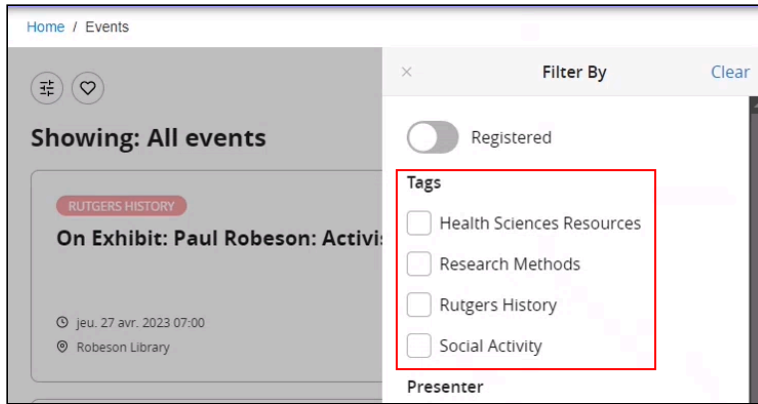 Home / Events
Showing: All events
RUTGERS HISTORY
On Exhibit: Paul Robeson:
jeu. 27 avr. 2023 07:00
Robeson Library
Filter By
Clear
Registered
Tags
Health Sciences Resources
Research Methods
Rutgers History
Social Activity
Presenter